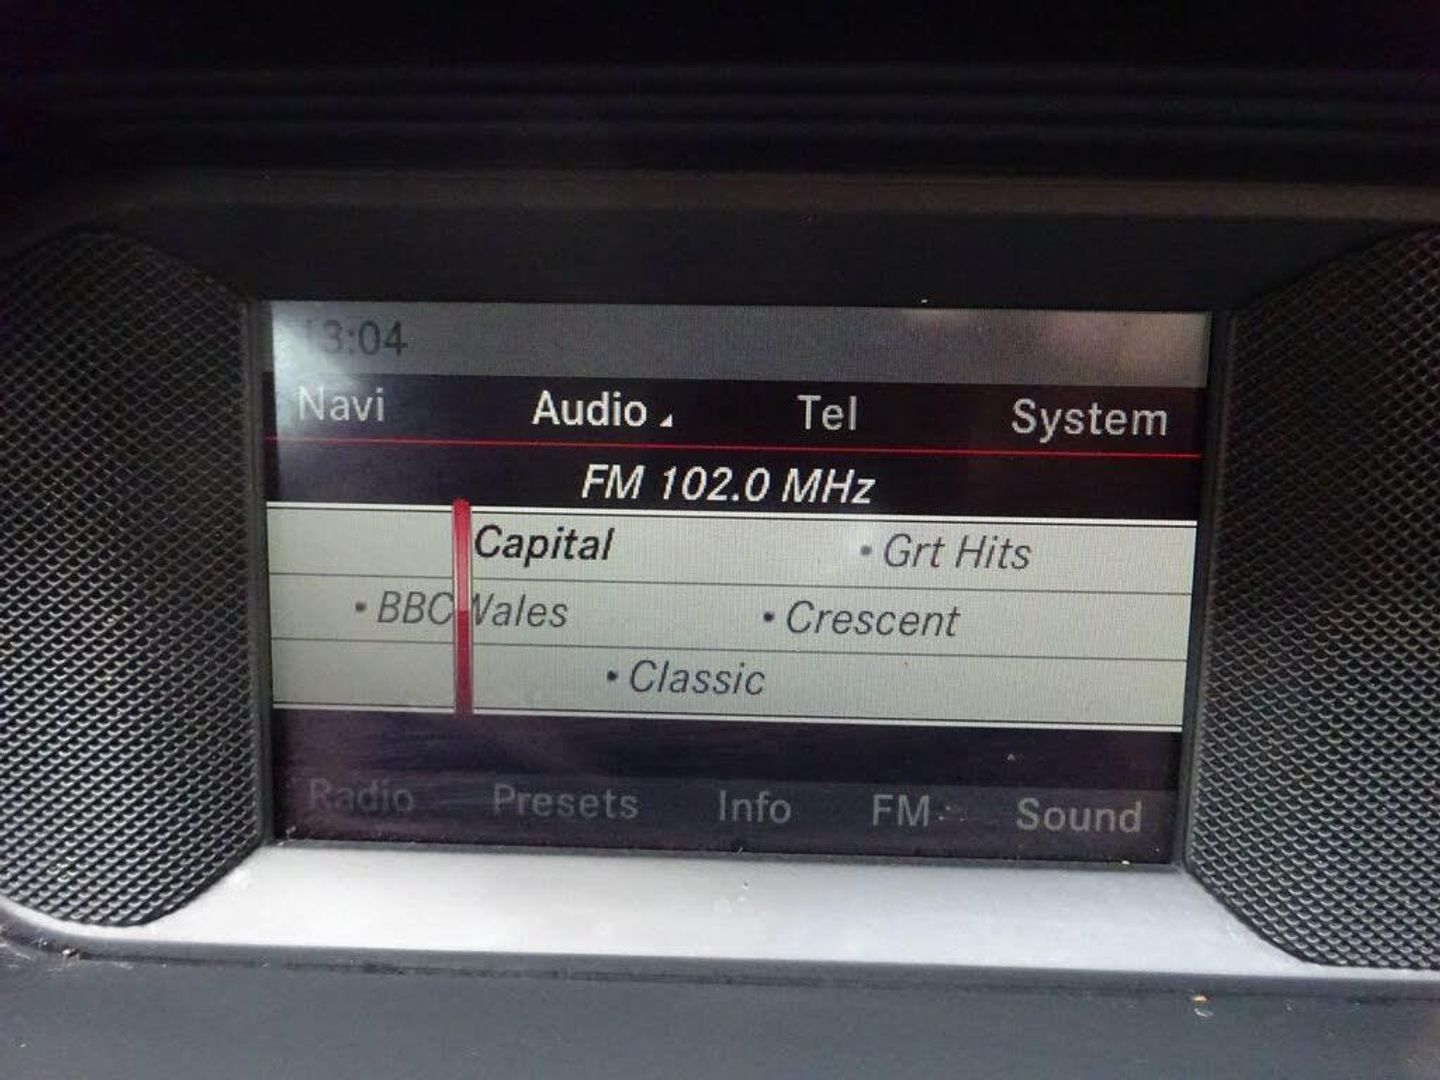 13:04
Navi Audio Tel System
FM 102.0 MHz
Capital • Grt Hits
• BBC Wales • Crescent
• Classic
Radio Presets Info FM Sound